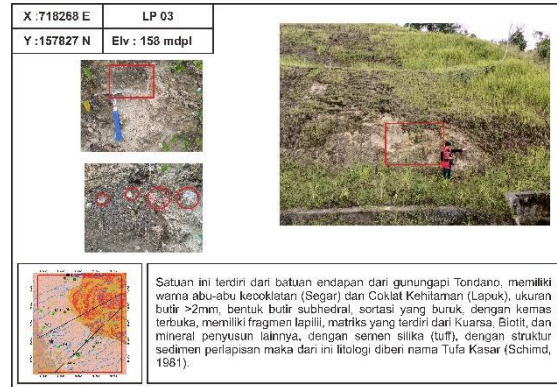 X :718268 E
LP 03
Y :157827 N
Elv : 158 mdpl
Satuan ini terdiri dari batuan endapan dari gunungapi Tondano, memiliki
warna abu-abu kecoklatan (Segar) dan Coklat Kehitaman (Lapuk), ukuran
butir >2mm, bentuk butir subhedral, sortasi yang buruk, dengan kemas
terbuka, memiliki fragmen lapilii, matriks yang terdiri dari Kuarsa, Biotit, dan
mineral penyusun lainnya, dengan semen silika (tuff), dengan struktur
sedimen perlapisan maka dari ini litologi diberi nama Tufa Kasar (Schimd,
1981).